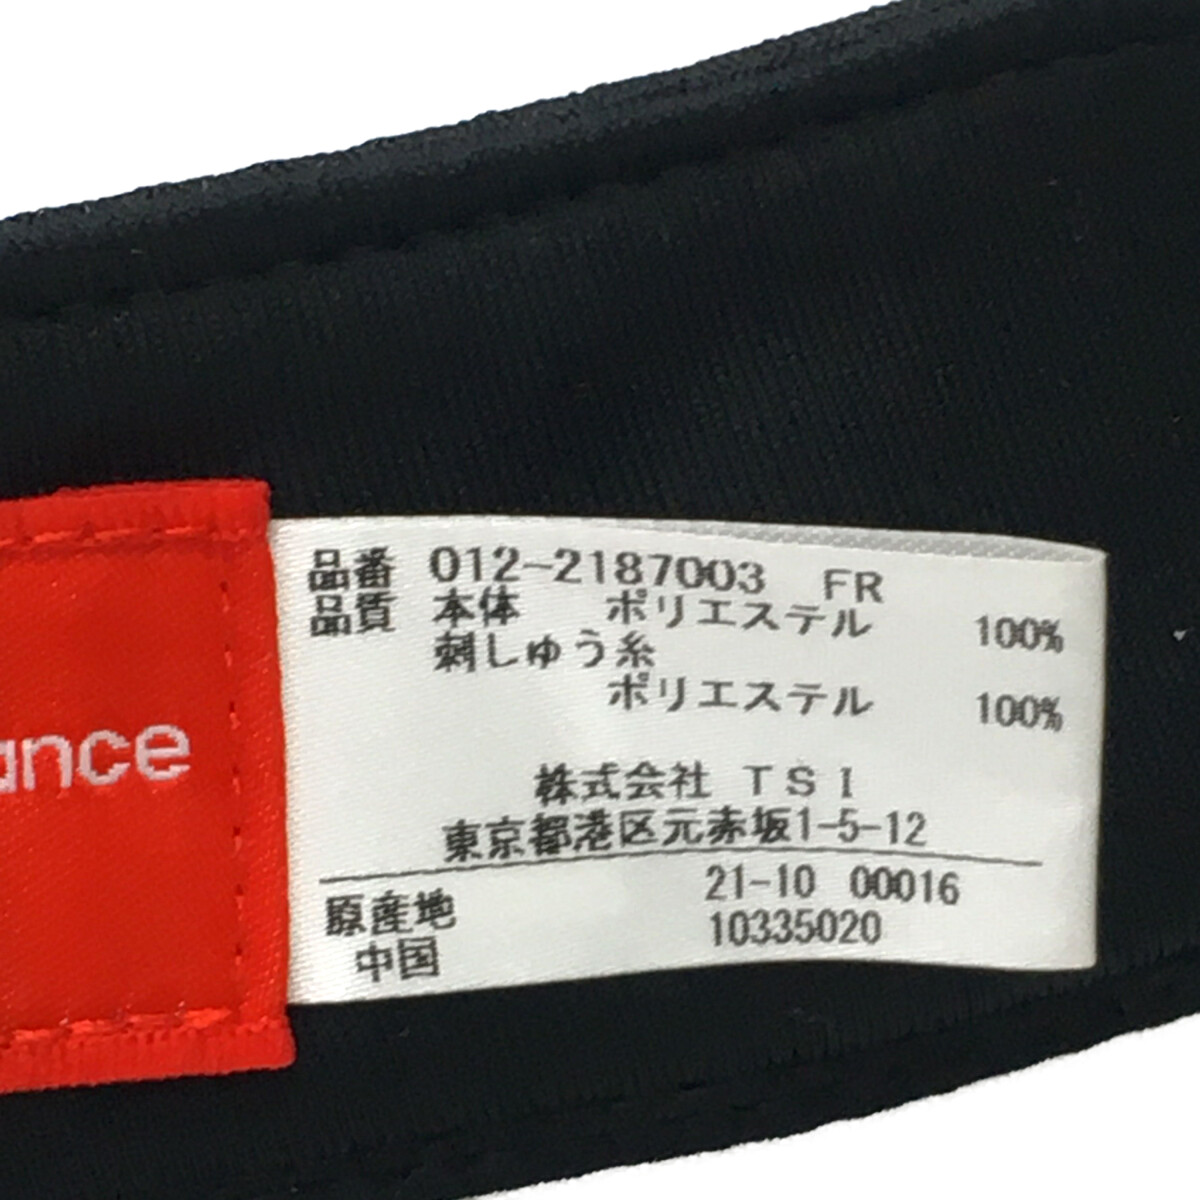 ance
品番 012-2187003 FR
品質 本体 ポリエステル 100%
刺しゅう糸
ポリエステル 100%
株式会社 TSI
東京都港区元赤坂1-5-12
21-10 00016
原産地 10335020
中国